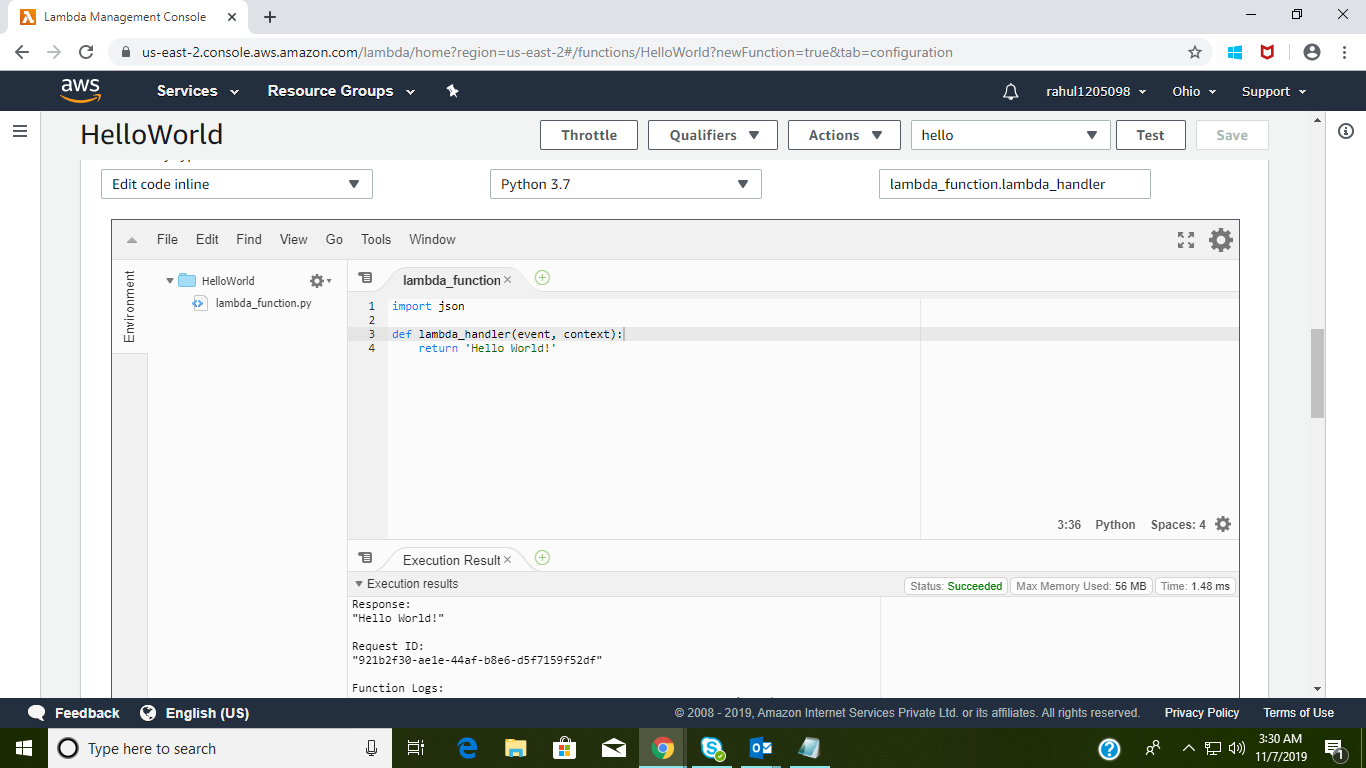 Lambda Management Console
us-east-2.console.aws.amazon.com/lambda/home?region=us-east-2#/functions/HelloWorld?newFunction=true&tab=configuration
aws Services Resource Groups rahul1205098 Ohio Support
HelloWorld Throttle Qualifiers Actions hello Test Save
Edit code inline Python 3.7 lambda_function.lambda_handler
File Edit Find View Go Tools Window
Environment
HelloWorld
lambda_function.py
lambda_function
1 import json
2
3 def lambda_handler(event, context):
4 return 'Hello World!'
3:36 Python Spaces: 4
Execution Result
Execution results Status: Succeeded Max Memory Used: 56 MB Time: 1.48 ms
Response:
"Hello World!"
Request ID:
"921b2f30-ae1e-44af-b8e6-d5f7159f52df"
Function Logs:
Feedback English (US) © 2008 - 2019, Amazon Internet Services Private Ltd. or its affiliates. All rights reserved. Privacy Policy Terms of Use
Type here to search
3:30 AM
11/7/2019
1